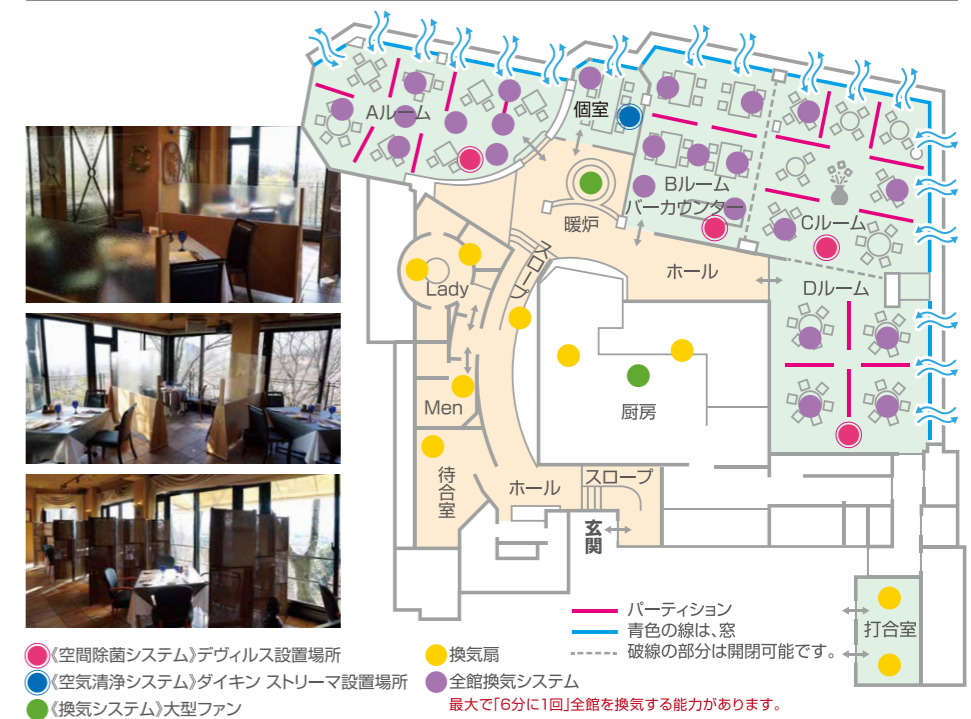 Aルーム
個室
Bルーム
バーカウンター
暖炉
Cルーム
スロープ
ホール
Lady
Dルーム
Men
厨房
待合室
ホール
スロープ
玄関
打合室
パーティション
青色の線は、窓
破線の部分は開閉可能です。
《空間除菌システム》デヴィルス設置場所
《空気清浄システム》ダイキン ストリーマ設置場所
《換気システム》大型ファン
換気扇
全館換気システム
最大で「6分に1回」全館を換気する能力があります。